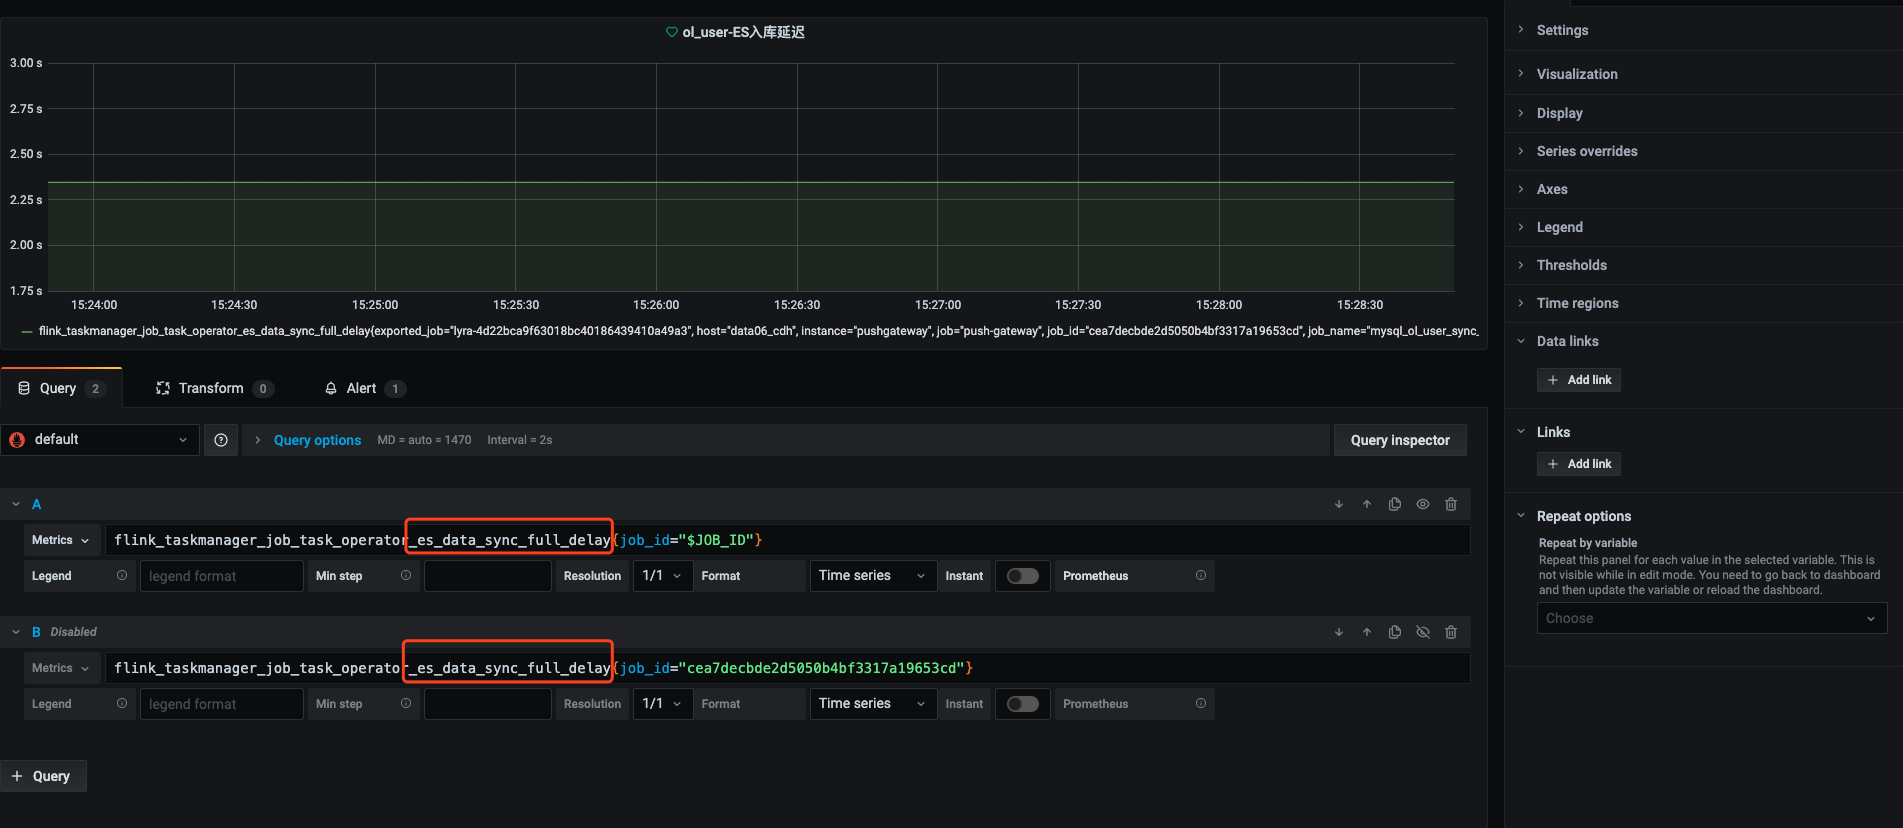 ol_user-ES入库延迟
3.00 s
2.75 s
2.50 s
2.25 s
2.00 s
1.75 s
15:24:00 15:24:30 15:25:00 15:25:30 15:26:00 15:26:30 15:27:00 15:27:30 15:28:00 15:28:30
flink_taskmanager_job_task_operator_es_data_sync_full_delay{exported_job="lyra-4d22bca9f63018bc40186439410a49a3", host="data06_cdh", instance="pushgateway", job="push-gateway", job_id="cea7decbde2d5050b4bf3317a19653cd", job_name="mysql_ol_user_sync_
Query 2 Transform 0 Alert 1
default Query options MD = auto = 1470 Interval = 2s Query inspector
A
Metrics flink_taskmanager_job_task_operator_es_data_sync_full_delay{job_id="$JOB_ID"}
Legend legend format Min step Resolution 1/1 Format Time series Instant Prometheus
B Disabled
Metrics flink_taskmanager_job_task_operator_es_data_sync_full_delay{job_id="cea7decbde2d5050b4bf3317a19653cd"}
Legend legend format Min step Resolution 1/1 Format Time series Instant Prometheus
+ Query
Settings
Visualization
Display
Series overrides
Axes
Legend
Thresholds
Time regions
Data links
+ Add link
Links
+ Add link
Repeat options
Repeat by variable
Repeat this panel for each value in the selected variable. This is
not visible while in edit mode. You need to go back to dashboard
and then update the variable or reload the dashboard.
Choose